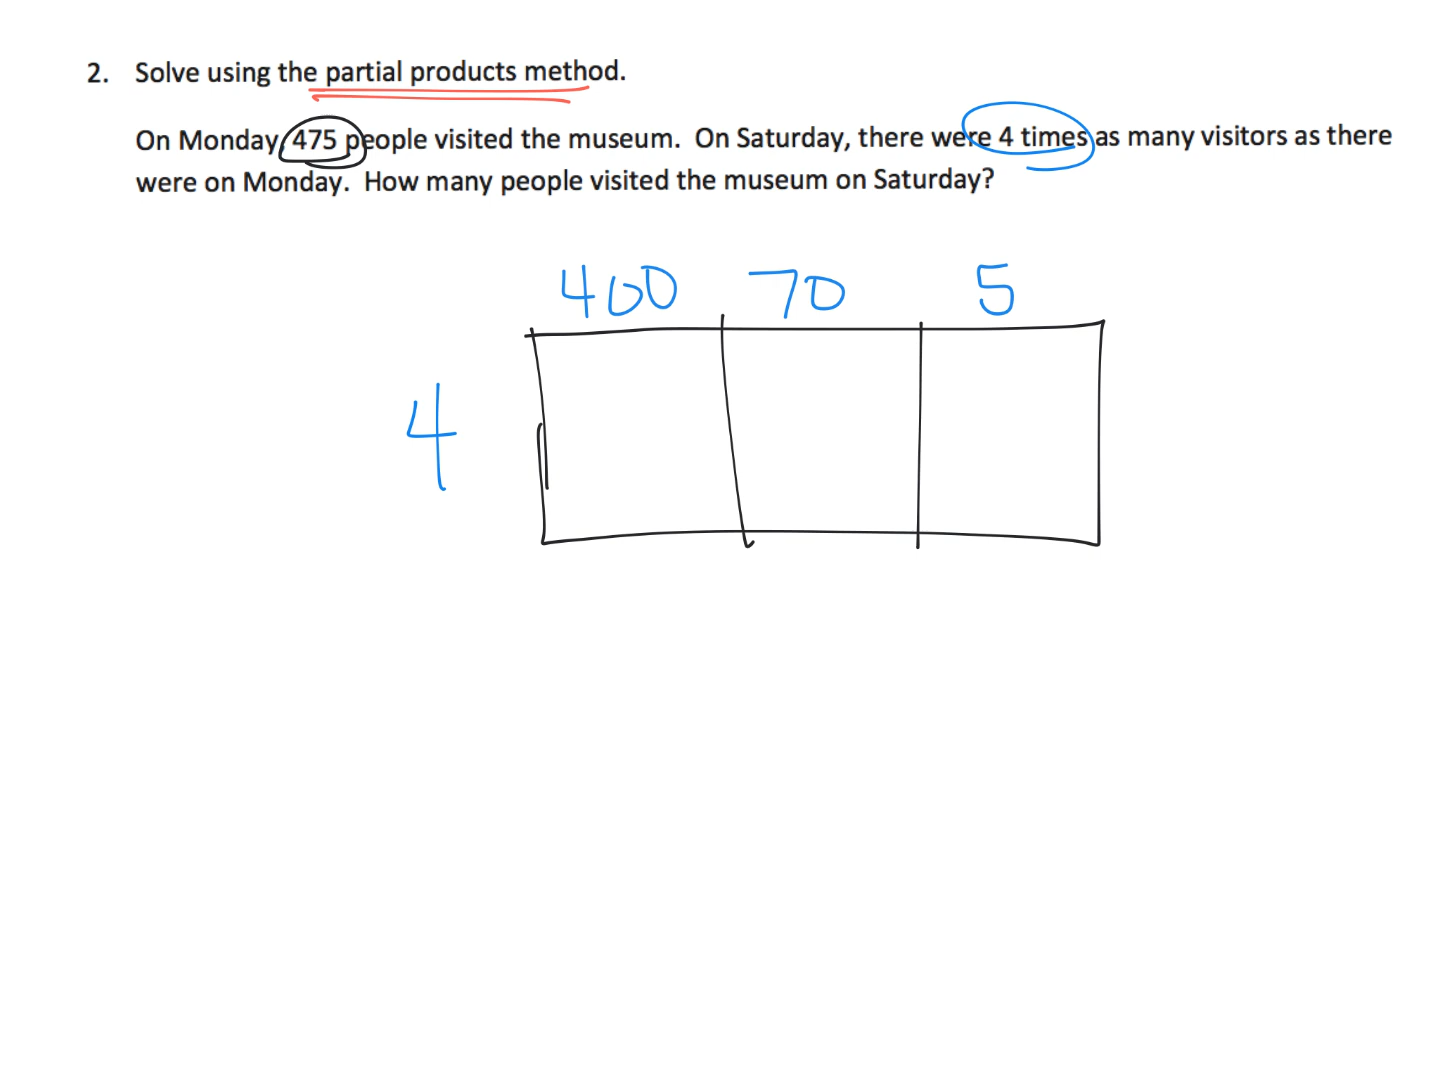 2. Solve using the partial products method.
On Monday, 475 people visited the museum. On Saturday, there were 4 times as many visitors as there
were on Monday. How many people visited the museum on Saturday?
400 70 5
4